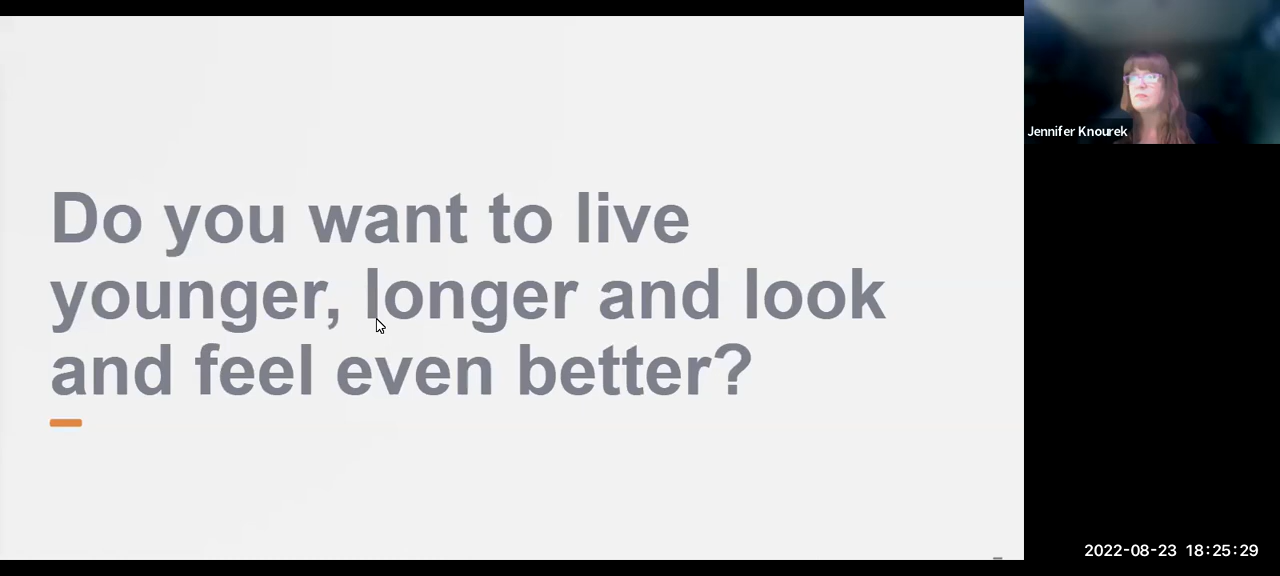 Do you want to live
younger, longer and look
and feel even better?
Jennifer Knourek
2022-08-23 18:25:29